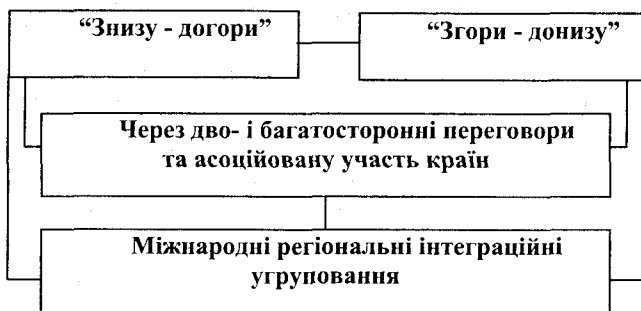 “Знизу - догори”
“Згори - донизу”
Через дво- і багатосторонні переговори
та асоційовану участь країн
Міжнародні регіональні інтеграційні
угруповання